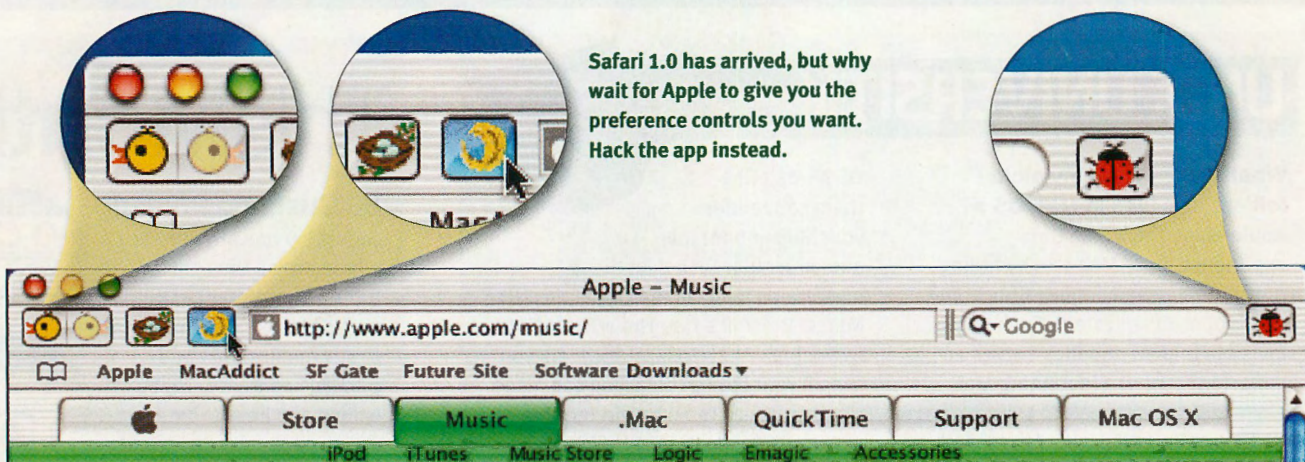 Safari 1.0 has arrived, but why
wait for Apple to give you the
preference controls you want.
Hack the app instead.
MacA
Apple – Music
http://www.apple.com/music/
Google
Apple MacAddict SF Gate Future Site Software Downloads
Store Music .Mac QuickTime Support Mac OS X
iPod iTunes Music Store Logic Emagic Accessories